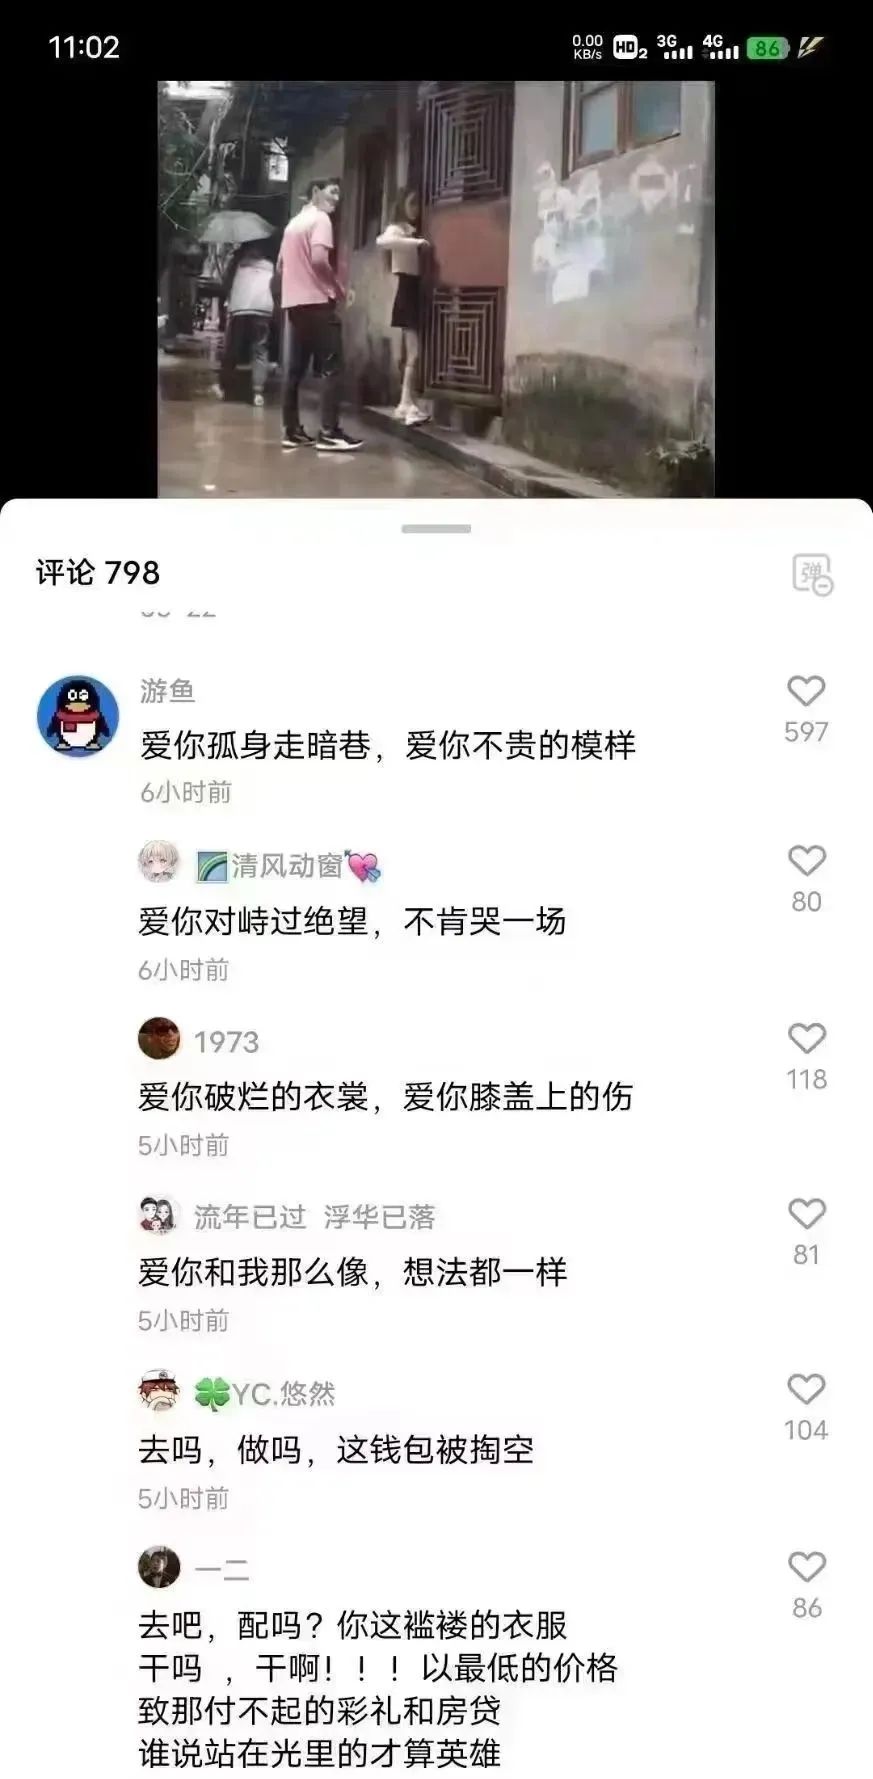 11:02
0.00 KB/s HD 2 3G 4G 86
评论 798
弹
游鱼
爱你孤身走暗巷，爱你不贵的模样
597
6小时前
清风动窗
爱你对峙过绝望，不肯哭一场
80
6小时前
1973
爱你破烂的衣裳，爱你膝盖上的伤
118
5小时前
流年已过 浮华已落
爱你和我那么像，想法都一样
81
5小时前
YC.悠然
去吗，做吗，这钱包被掏空
104
5小时前
一二
去吧，配吗？你这褴褛的衣服
86
干吗 ，干啊！！！以最低的价格
致那付不起的彩礼和房贷
谁说站在光里的才算英雄